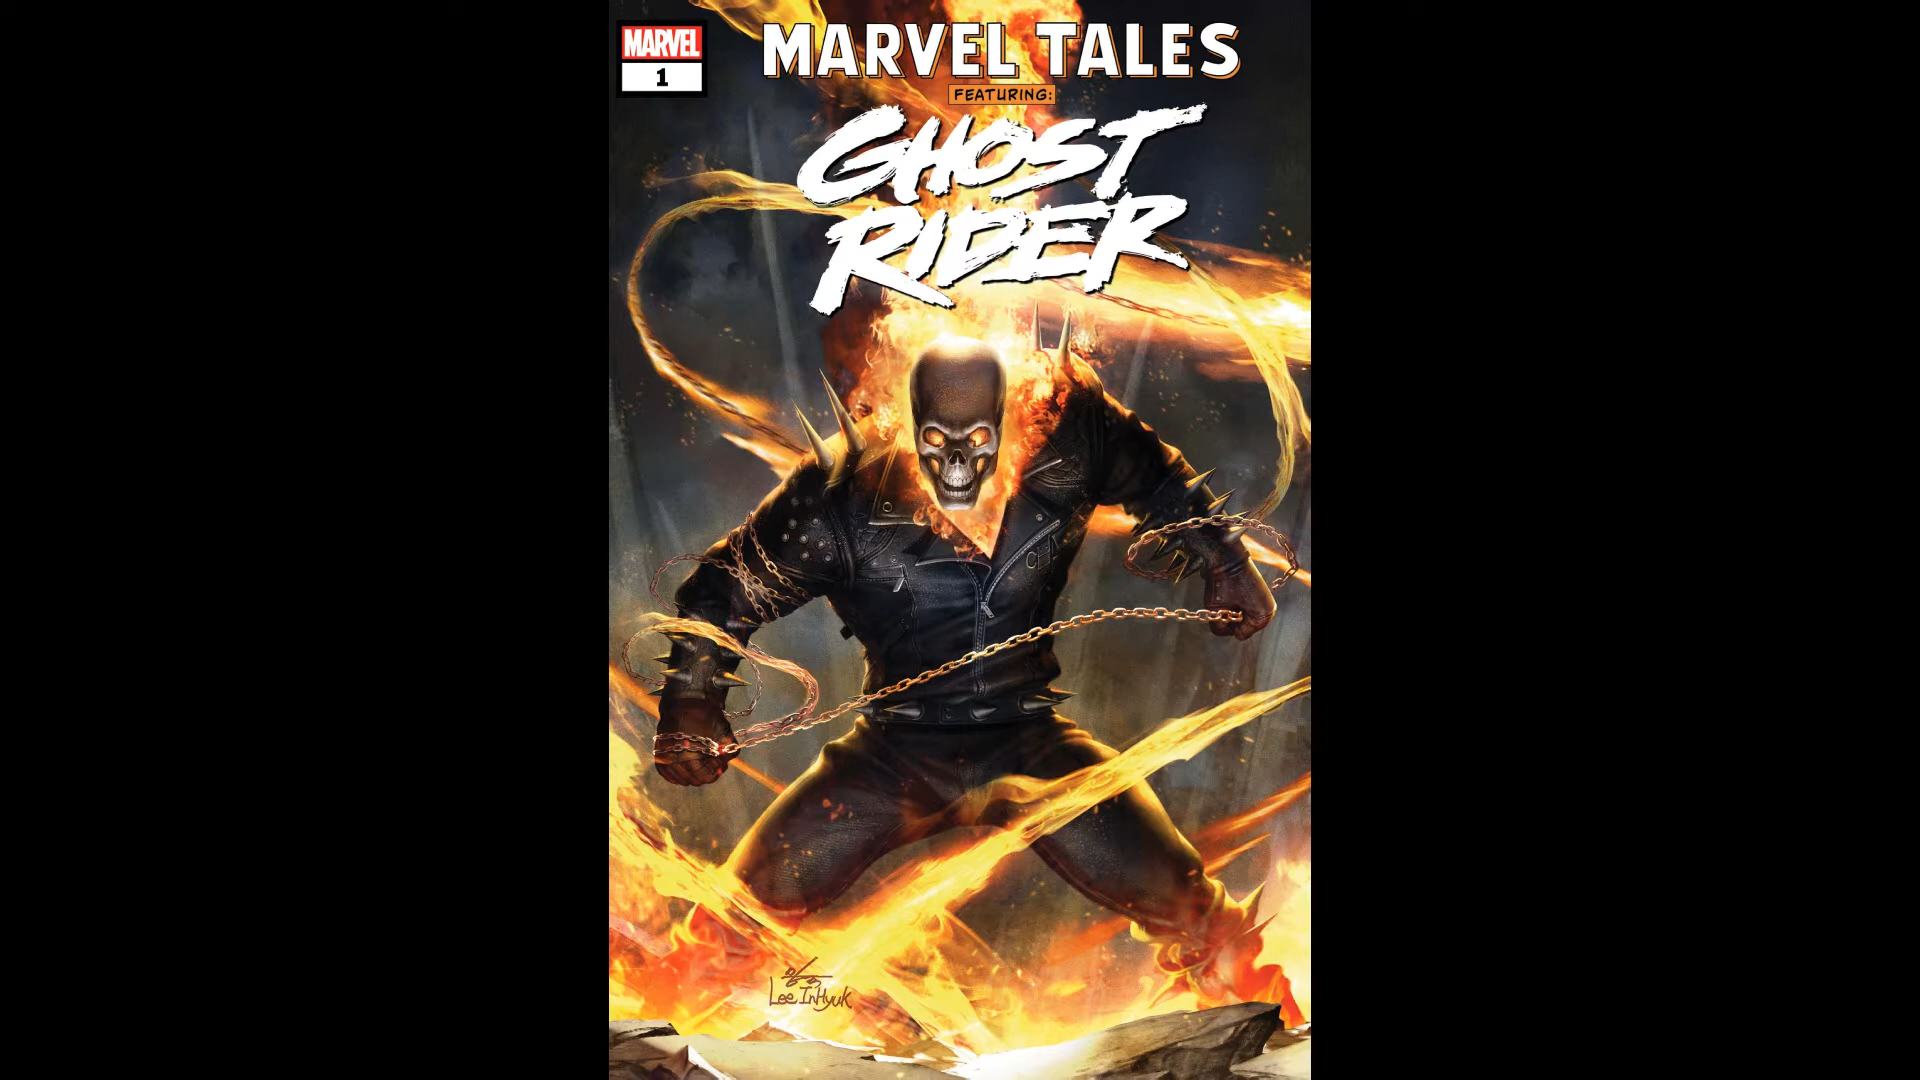 MARVEL
1
MARVEL TALES
FEATURING:
GHOST
RIDER
Lee InHyuk